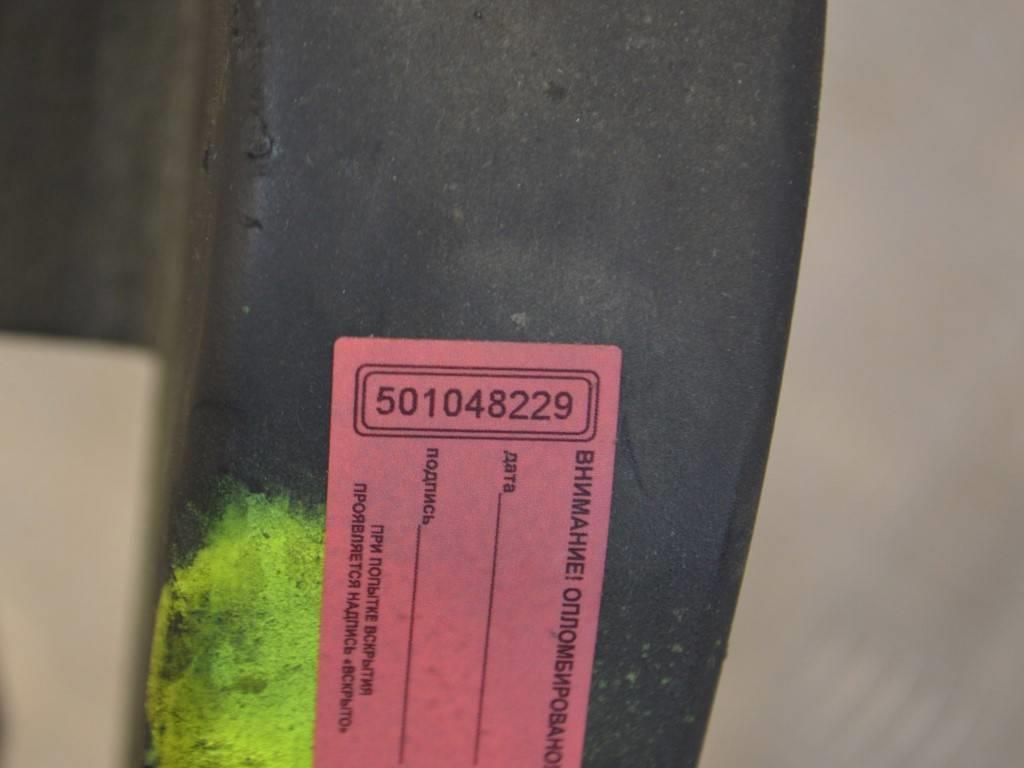 501048229
ВНИМАНИЕ! ОПЛОМБИРОВАНО!
дата
подпись
ПРИ ПОПЫТКЕ ВСКРЫТИЯ
ПРОЯВЛЯЕТСЯ НАДПИСЬ «ВСКРЫТО»